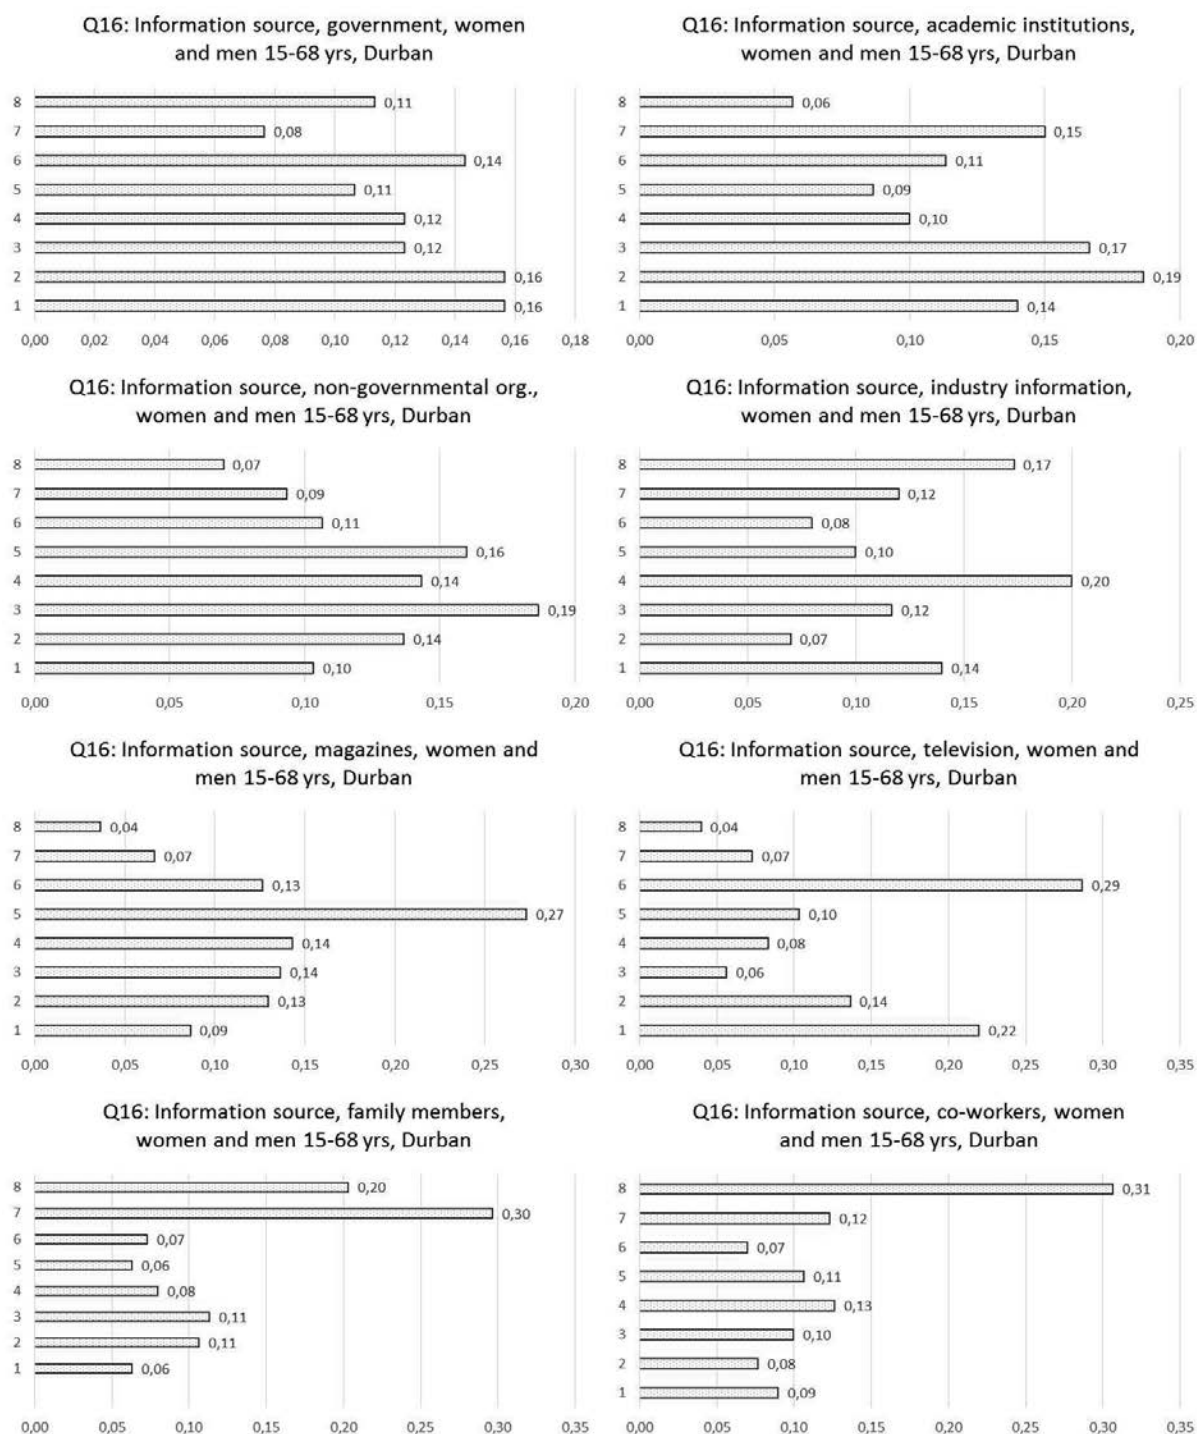 Q16: Information source, government, women
and men 15-68 yrs, Durban
8 0,11
7 0,08
6 0,14
5 0,11
4 0,12
3 0,12
2 0,16
1 0,16
0,00 0,02 0,04 0,06 0,08 0,10 0,12 0,14 0,16 0,18
Q16: Information source, academic institutions,
women and men 15-68 yrs, Durban
8 0,06
7 0,15
6 0,11
5 0,09
4 0,10
3 0,17
2 0,19
1 0,14
0,00 0,05 0,10 0,15 0,20
Q16: Information source, non-governmental org.,
women and men 15-68 yrs, Durban
8 0,07
7 0,09
6 0,11
5 0,16
4 0,14
3 0,19
2 0,14
1 0,10
0,00 0,05 0,10 0,15 0,20
Q16: Information source, industry information,
women and men 15-68 yrs, Durban
8 0,17
7 0,12
6 0,08
5 0,10
4 0,20
3 0,12
2 0,07
1 0,14
0,00 0,05 0,10 0,15 0,20 0,25
Q16: Information source, magazines, women and
men 15-68 yrs, Durban
8 0,04
7 0,07
6 0,13
5 0,27
4 0,14
3 0,14
2 0,13
1 0,09
0,00 0,05 0,10 0,15 0,20 0,25 0,30
Q16: Information source, television, women and
men 15-68 yrs, Durban
8 0,04
7 0,07
6 0,29
5 0,10
4 0,08
3 0,06
2 0,14
1 0,22
0,00 0,05 0,10 0,15 0,20 0,25 0,30 0,35
Q16: Information source, family members,
women and men 15-68 yrs, Durban
8 0,20
7 0,30
6 0,07
5 0,06
4 0,08
3 0,11
2 0,11
1 0,06
0,00 0,05 0,10 0,15 0,20 0,25 0,30 0,35
Q16: Information source, co-workers, women
and men 15-68 yrs, Durban
8 0,31
7 0,12
6 0,07
5 0,11
4 0,13
3 0,10
2 0,08
1 0,09
0,00 0,05 0,10 0,15 0,20 0,25 0,30 0,35